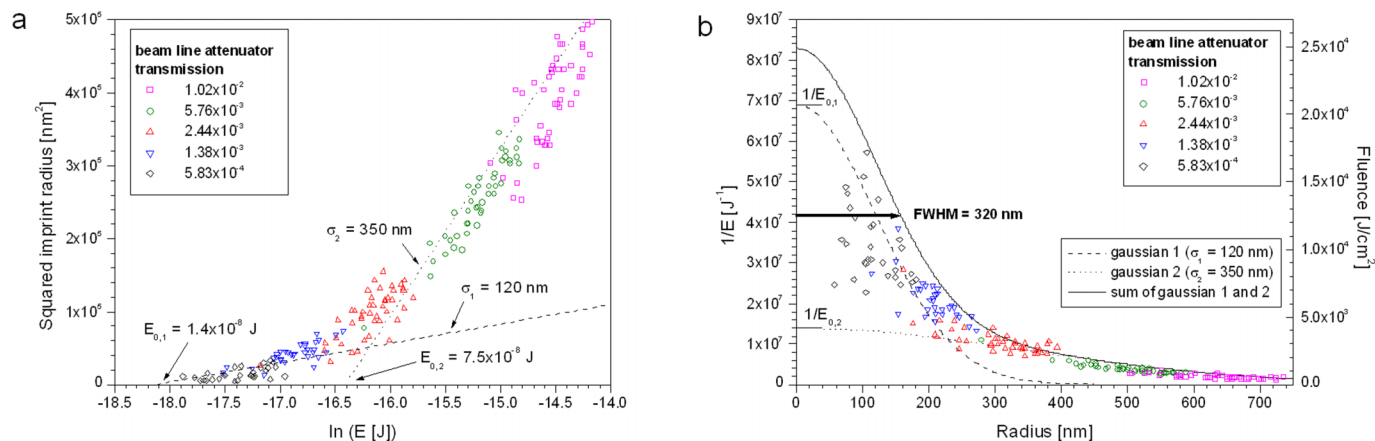 a
Squared imprint radius [nm²]
5x10⁵
4x10⁵
3x10⁵
2x10⁵
1x10⁵
0
beam line attenuator
transmission
1.02x10⁻²
5.76x10⁻³
2.44x10⁻³
1.38x10⁻³
5.83x10⁻⁴
σ₂ = 350 nm
σ₁ = 120 nm
E₀,₁ = 1.4x10⁻⁸ J
E₀,₂ = 7.5x10⁻⁸ J
-18.5 -18.0 -17.5 -17.0 -16.5 -16.0 -15.5 -15.0 -14.5 -14.0
ln (E [J])
b
1/E [J⁻¹]
9x10⁷
8x10⁷
7x10⁷
6x10⁷
5x10⁷
4x10⁷
3x10⁷
2x10⁷
1x10⁷
0
1/E₀,₁
1/E₀,₂
FWHM = 320 nm
beam line attenuator
transmission
1.02x10⁻²
5.76x10⁻³
2.44x10⁻³
1.38x10⁻³
5.83x10⁻⁴
gaussian 1 (σ₁ = 120 nm)
gaussian 2 (σ₂ = 350 nm)
sum of gaussian 1 and 2
2.5x10⁴
2.0x10⁴
1.5x10⁴
1.0x10⁴
5.0x10³
0.0
Fluence [J/cm²]
0 100 200 300 400 500 600 700
Radius [nm]